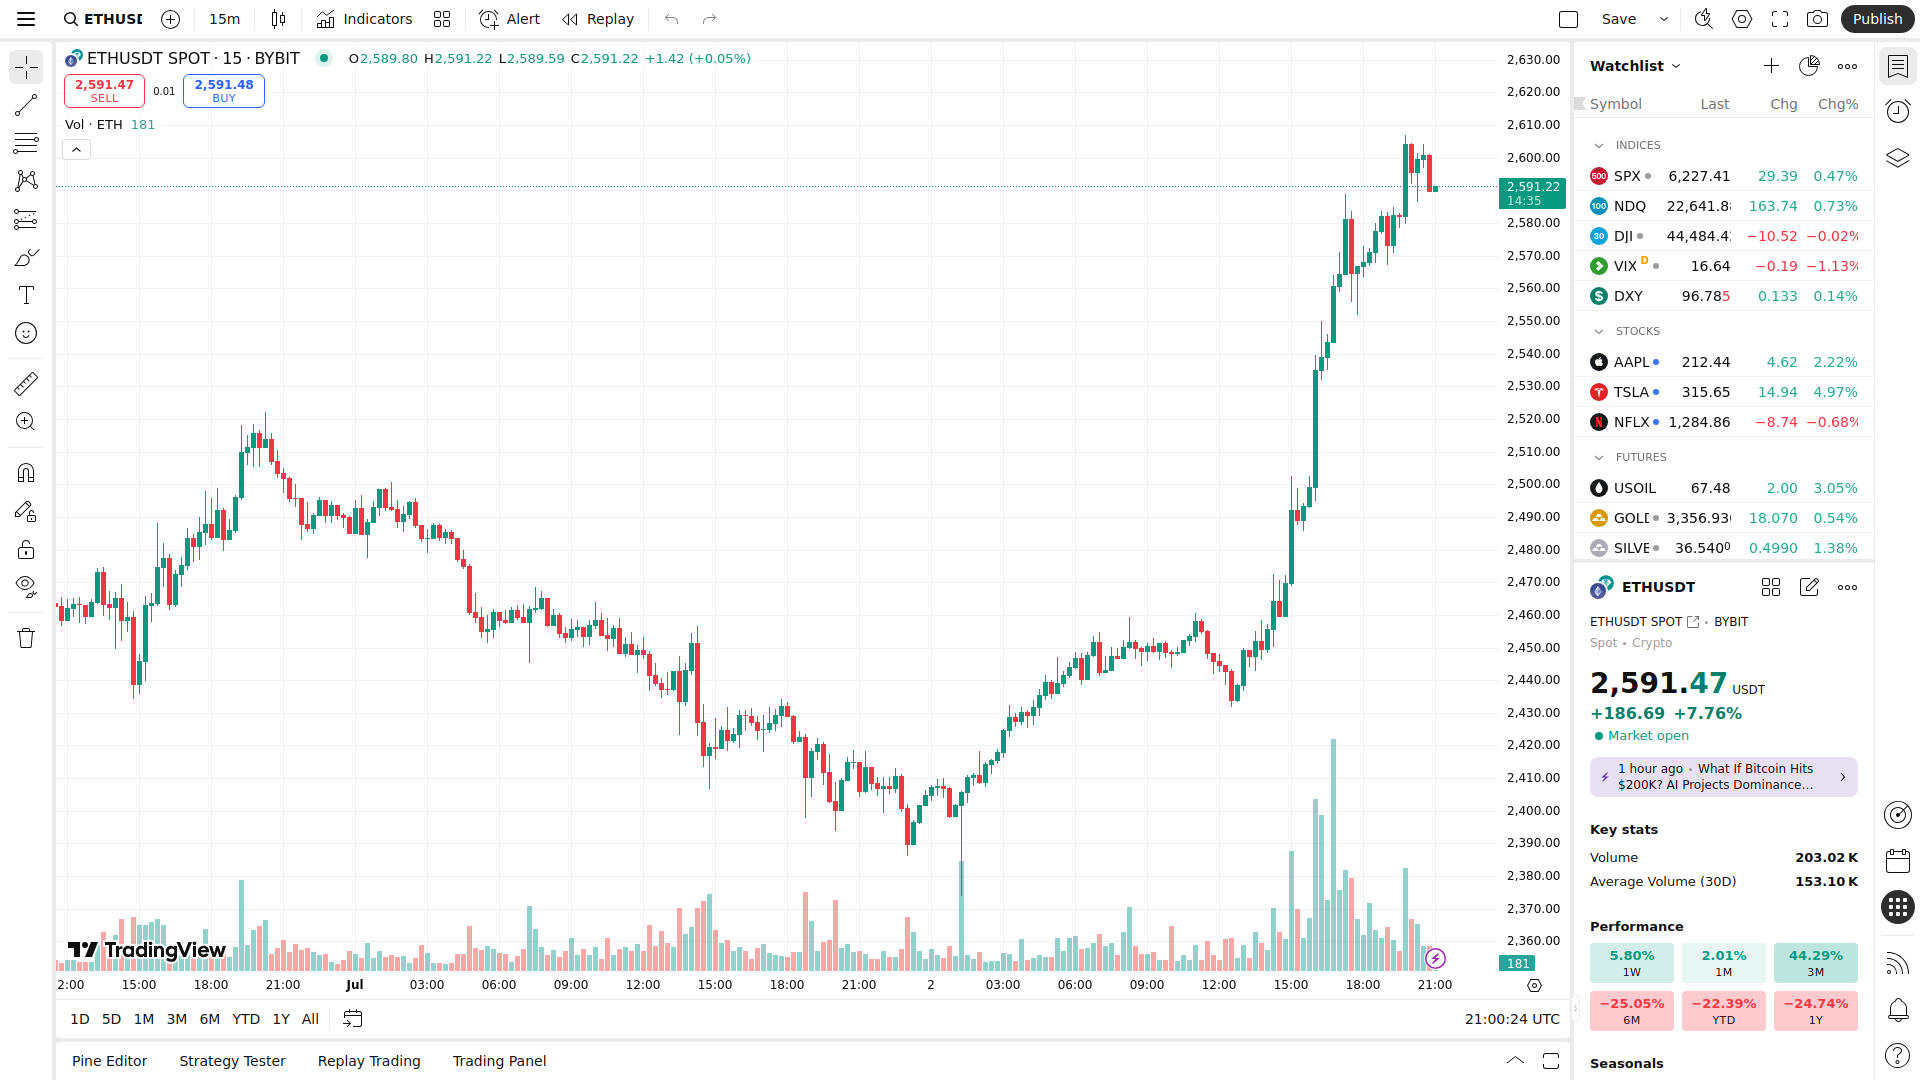 ETHUSD 15m Indicators Alert Replay Save Publish
ETHUSDT SPOT · 15 · BYBIT O2,589.80 H2,591.22 L2,589.59 C2,591.22 +1.42 (+0.05%)
2,591.47 SELL 0.01 2,591.48 BUY
Vol · ETH 181
2,630.00
2,620.00
2,610.00
2,600.00
2,591.22
14:35
2,580.00
2,570.00
2,560.00
2,550.00
2,540.00
2,530.00
2,520.00
2,510.00
2,500.00
2,490.00
2,480.00
2,470.00
2,460.00
2,450.00
2,440.00
2,430.00
2,420.00
2,410.00
2,400.00
2,390.00
2,380.00
2,370.00
2,360.00
181
TradingView
2:00 15:00 18:00 21:00 Jul 03:00 06:00 09:00 12:00 15:00 18:00 21:00 2 03:00 06:00 09:00 12:00 15:00 18:00 21:00
1D 5D 1M 3M 6M YTD 1Y All 21:00:24 UTC
Pine Editor Strategy Tester Replay Trading Trading Panel
Watchlist
Symbol Last Chg Chg%
INDICES
500 SPX 6,227.41 29.39 0.47%
100 NDQ 22,641.8 163.74 0.73%
30 DJI 44,484.4 −10.52 −0.02%
VIX D 16.64 −0.19 −1.13%
DXY 96.785 0.133 0.14%
STOCKS
AAPL 212.44 4.62 2.22%
TSLA 315.65 14.94 4.97%
NFLX 1,284.86 −8.74 −0.68%
FUTURES
USOIL 67.48 2.00 3.05%
GOL 3,356.93 18.070 0.54%
SILVE 36.5400 0.4990 1.38%
ETHUSDT
ETHUSDT SPOT • BYBIT
Spot • Crypto
2,591.47 USDT
+186.69 +7.76%
Market open
1 hour ago • What If Bitcoin Hits
$200K? AI Projects Dominance…
Key stats
Volume 203.02 K
Average Volume (30D) 153.10 K
Performance
5.80% 2.01% 44.29%
1W 1M 3M
−25.05% −22.39% −24.74%
6M YTD 1Y
Seasonals